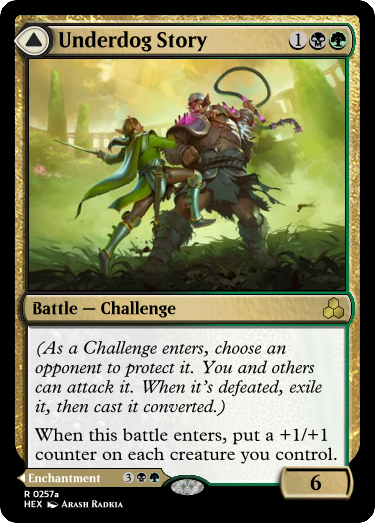 Underdog Story 1
Battle — Challenge
(As a Challenge enters, choose an
opponent to protect it. You and others
can attack it. When it's defeated, exile
it, then cast it converted.)
When this battle enters, put a +1/+1
counter on each creature you control.
Enchantment 3
6
R 0257a
HEX Arash Radkia